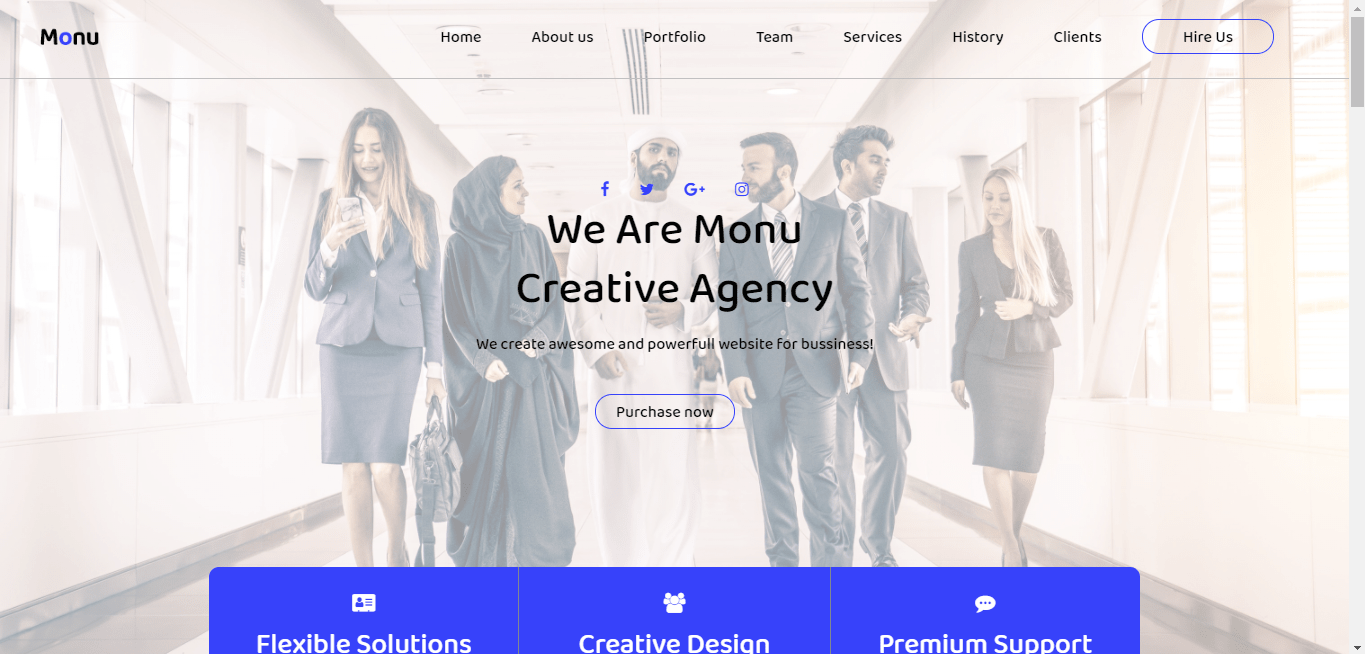 Monu
Home About us Portfolio Team Services History Clients Hire Us
We Are Monu
Creative Agency
We create awesome and powerfull website for bussiness!
Purchase now
Flexible Solutions Creative Design Premium Support